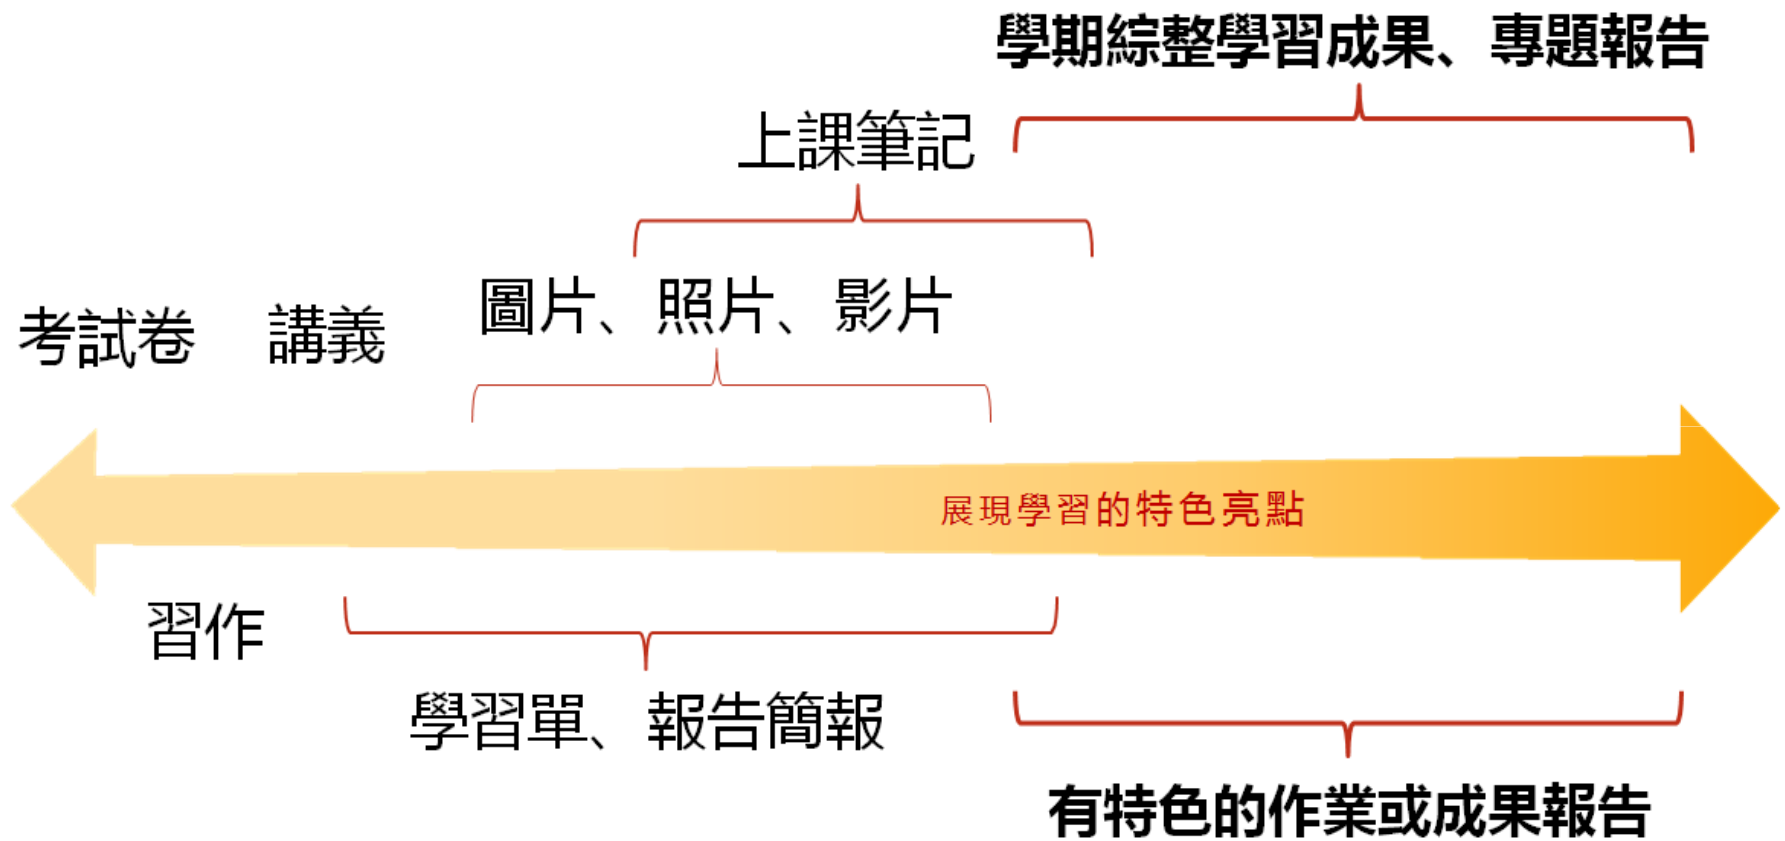 學期綜整學習成果、專題報告
上課筆記
圖片、照片、影片
考試卷
講義
展現學習的特色亮點
習作
學習單、報告簡報
有特色的作業或成果報告